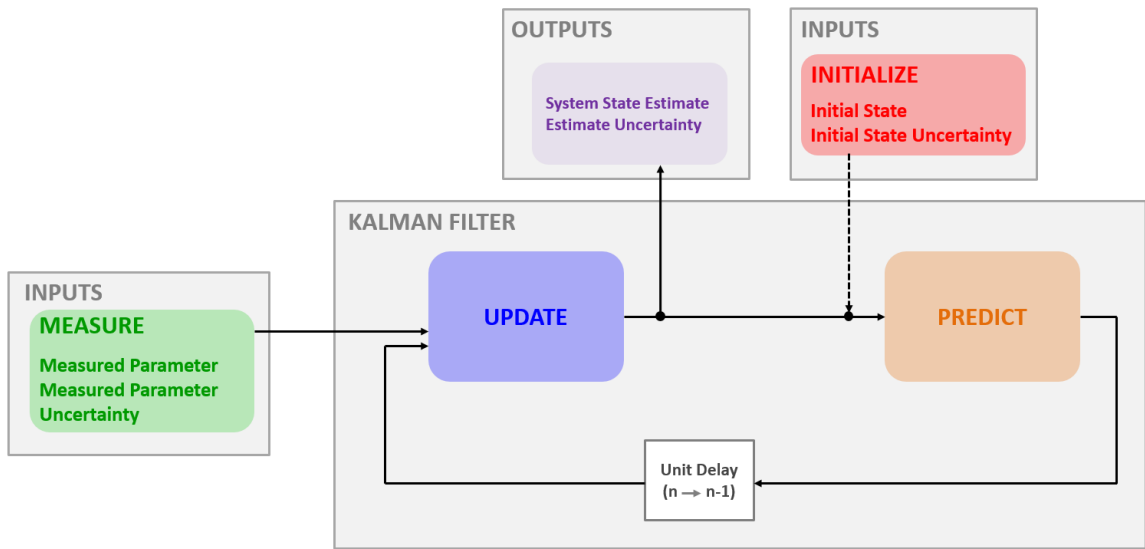 OUTPUTS
System State Estimate
Estimate Uncertainty
INPUTS
INITIALIZE
Initial State
Initial State Uncertainty
KALMAN FILTER
INPUTS
MEASURE
Measured Parameter
Measured Parameter
Uncertainty
UPDATE
PREDICT
Unit Delay
(n → n-1)